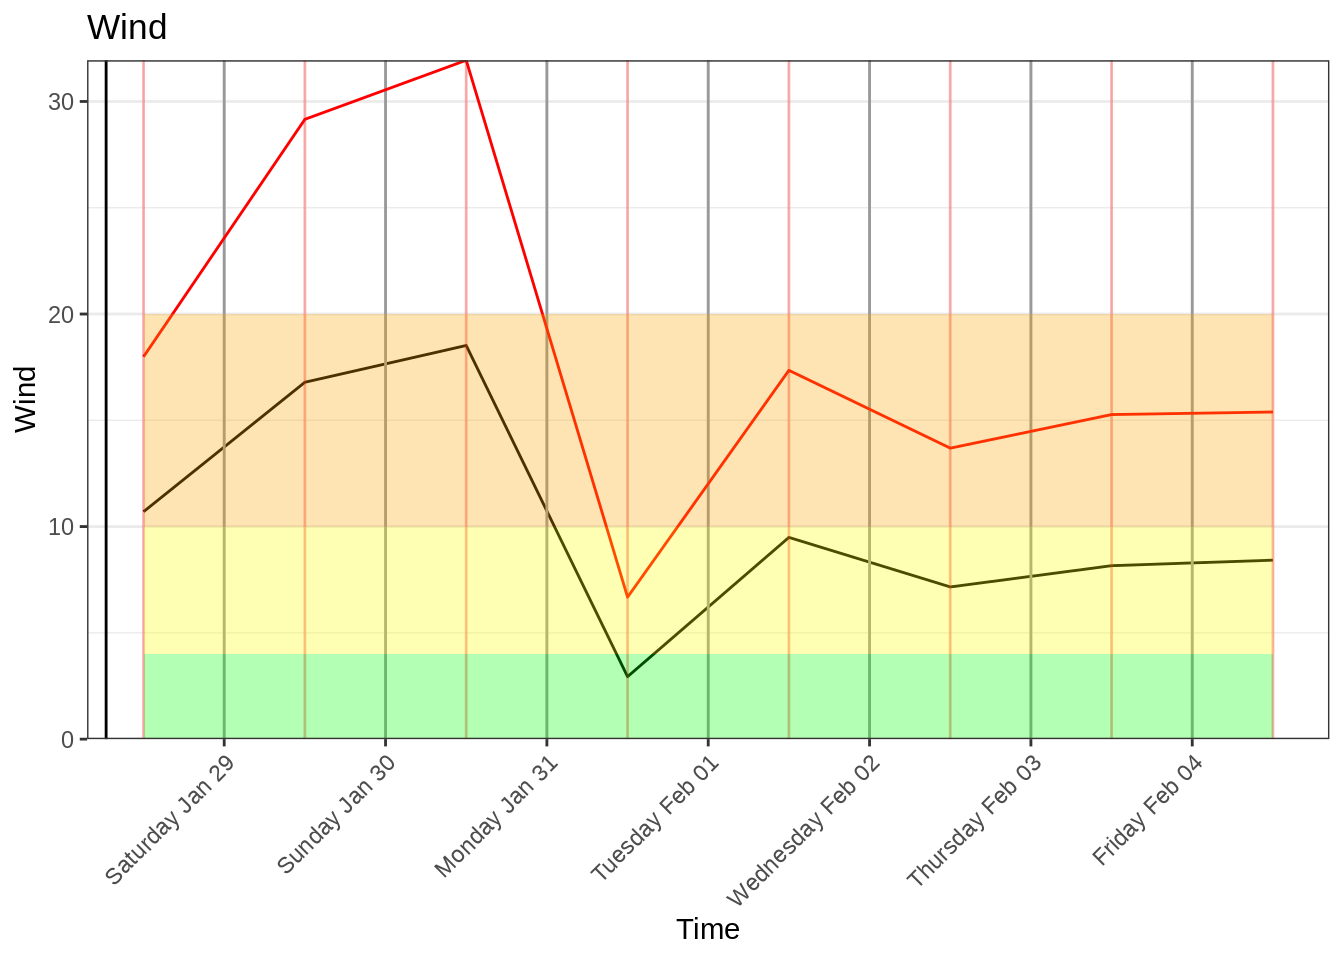 Wind
Wind
30
20
10
0
Saturday Jan 29
Sunday Jan 30
Monday Jan 31
Tuesday Feb 01
Wednesday Feb 02
Thursday Feb 03
Friday Feb 04
Time